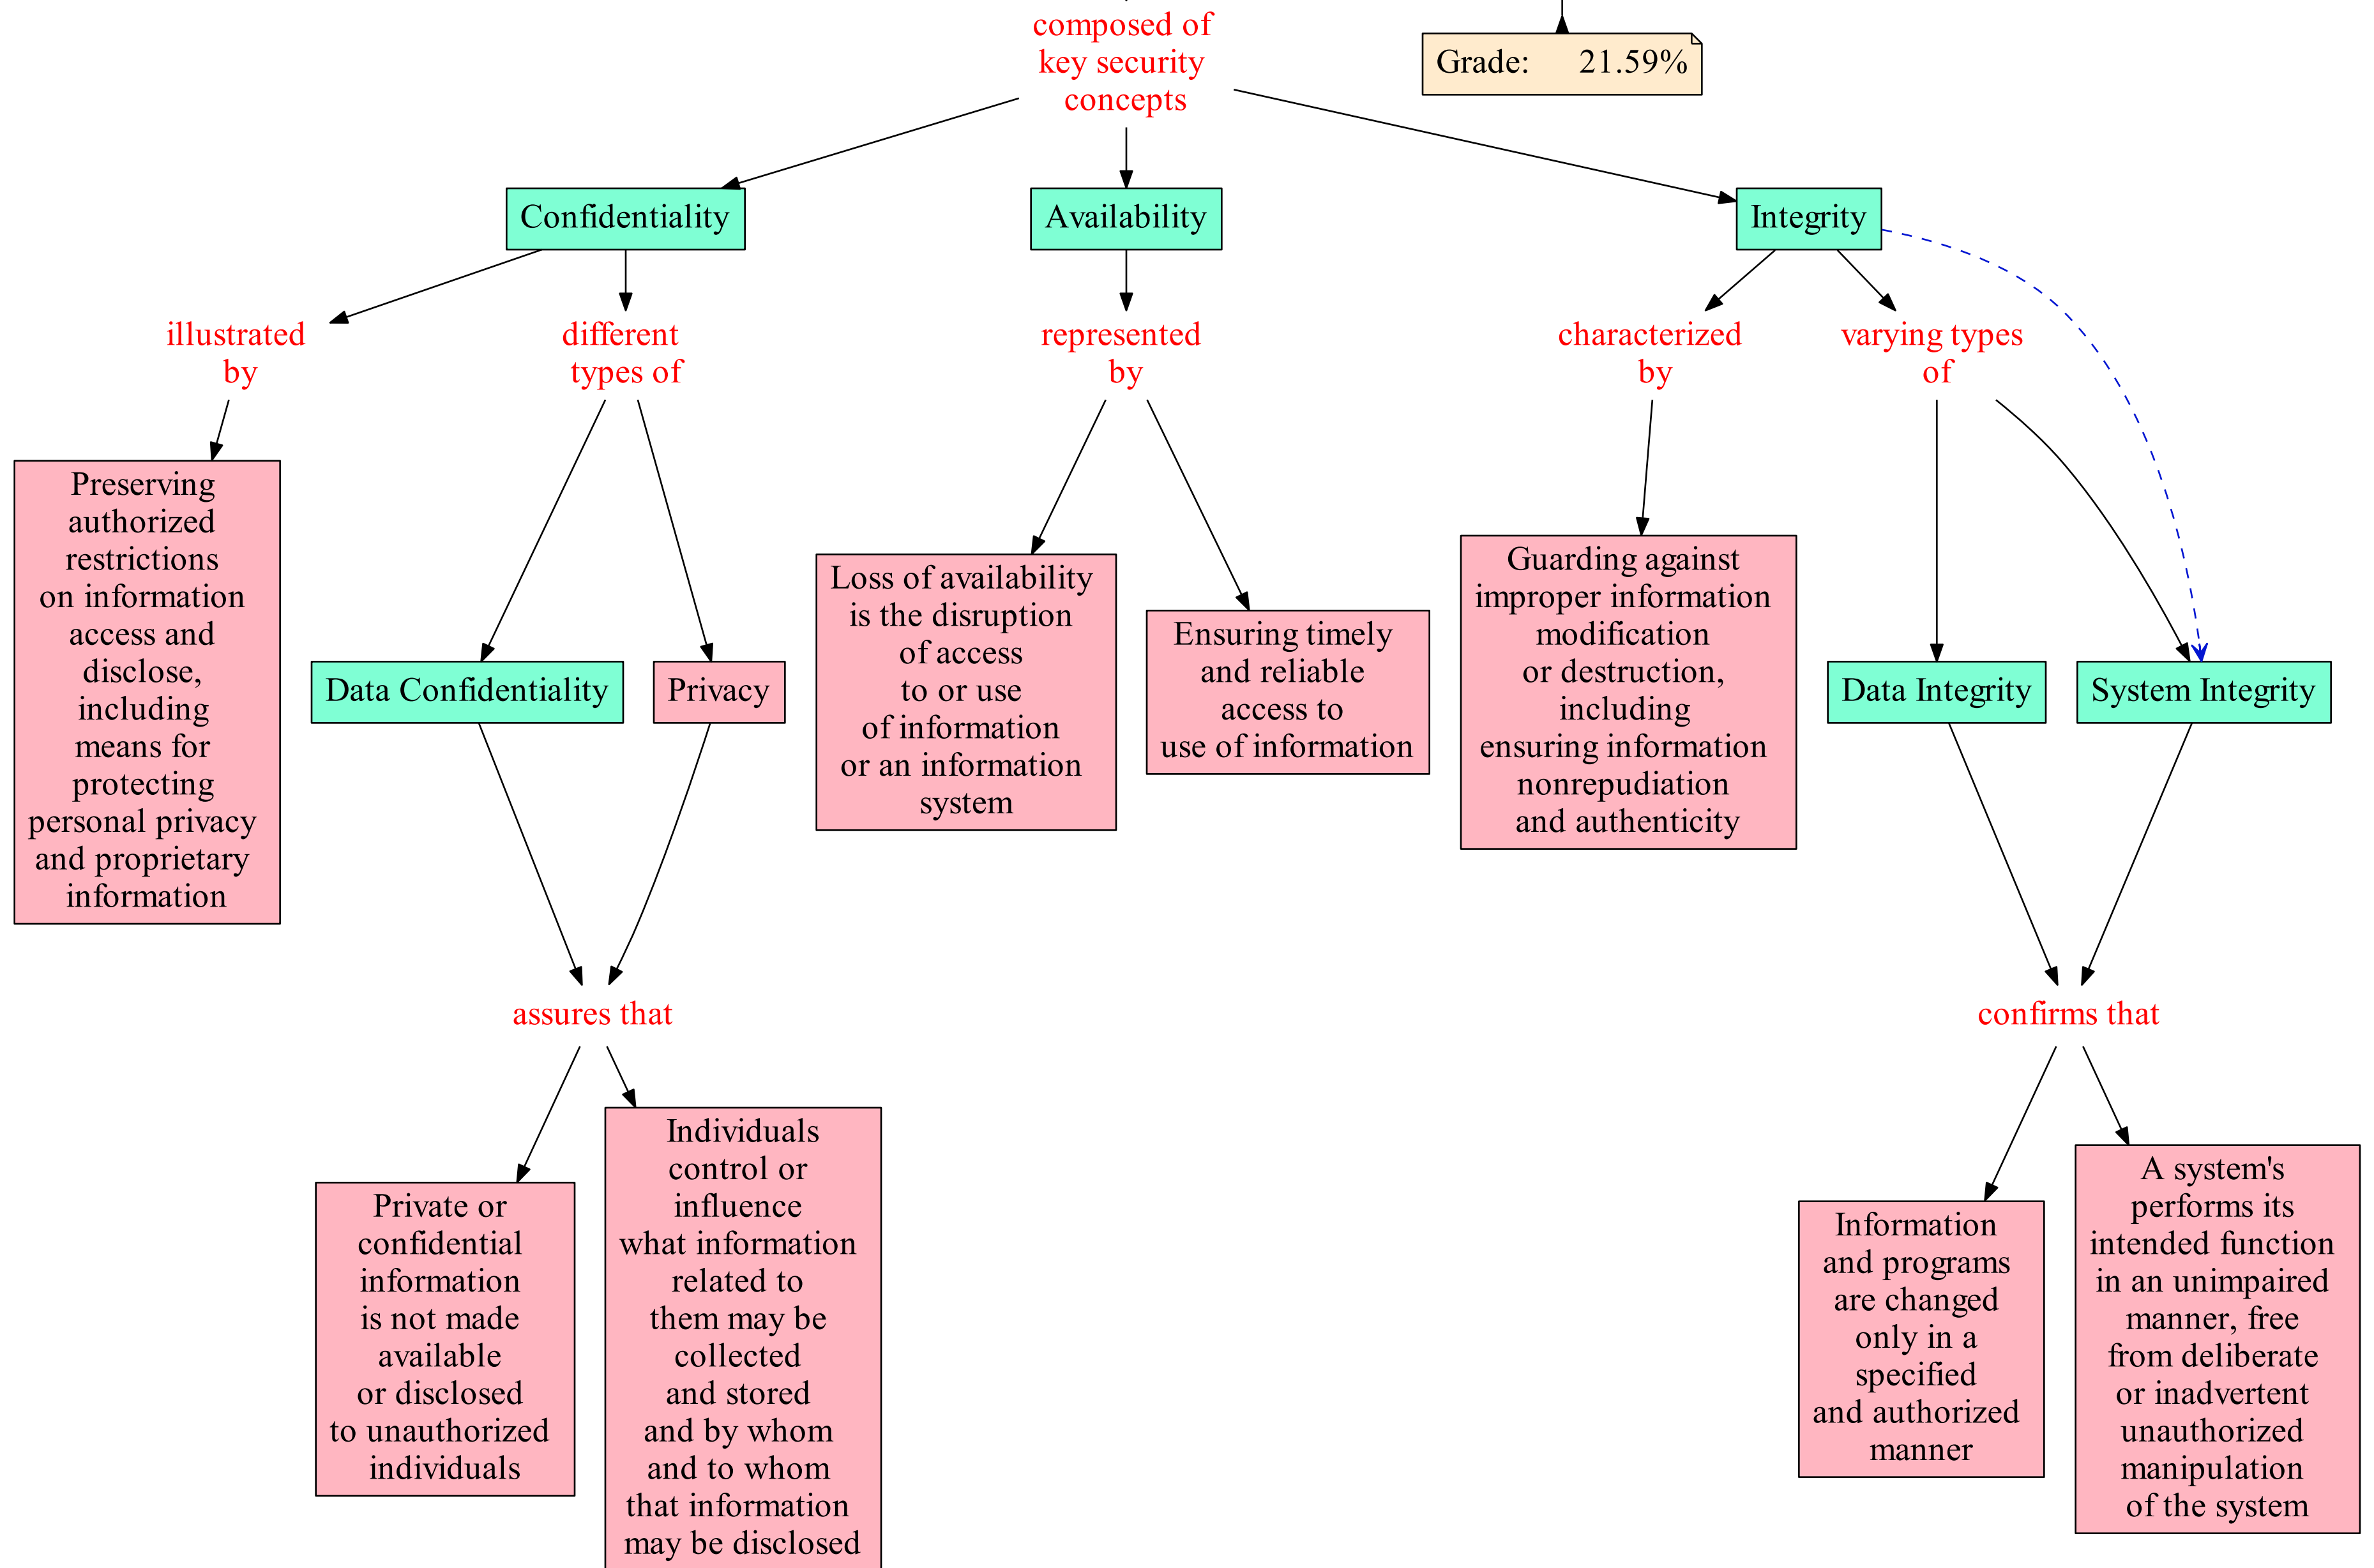 composed of
key security
concepts
Grade: 21.59%
Confidentiality
Availability
Integrity
illustrated
by
different
types of
represented
by
characterized
by
varying types
of
Preserving
authorized
restrictions
on information
access and
disclose,
including
means for
protecting
personal privacy
and proprietary
information
Data Confidentiality
Privacy
Loss of availability
is the disruption
of access
to or use
of information
or an information
system
Ensuring timely
and reliable
access to
use of information
Guarding against
improper information
modification
or destruction,
including
ensuring information
nonrepudiation
and authenticity
Data Integrity
System Integrity
assures that
confirms that
Private or
confidential
information
is not made
available
or disclosed
to unauthorized
individuals
Individuals
control or
influence
what information
related to
them may be
collected
and stored
and by whom
and to whom
that information
may be disclosed
Information
and programs
are changed
only in a
specified
and authorized
manner
A system's
performs its
intended function
in an unimpaired
manner, free
from deliberate
or inadvertent
unauthorized
manipulation
of the system